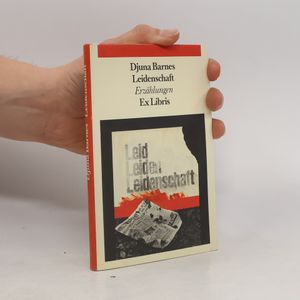 Djuna Barnes
Leidenschaft
Erzählungen
Ex Libris
Leid
Leiden
Leidenschaft
Djuna Barnes Leidenschaft